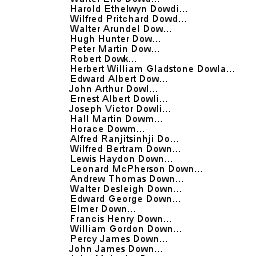 Harold Ethelwyn Dowdi...
Wilfred Pritchard Dowd...
Walter Arundel Dow...
Hugh Hunter Dow...
Peter Martin Dow...
Robert Dowk...
Herbert William Gladstone Dowla...
Edward Albert Dow...
John Arthur Dowl...
Ernest Albert Dowli...
Joseph Victor Dowli...
Hall Martin Dowm...
Horace Dowm...
Alfred Ranjitsinhji Do...
Wilfred Bertram Down...
Lewis Haydon Down...
Leonard McPherson Down...
Andrew Thomas Down...
Walter Desleigh Down...
Edward George Down...
Elmer Down...
Francis Henry Down...
William Gordon Down...
Percy James Down...
John James Down...